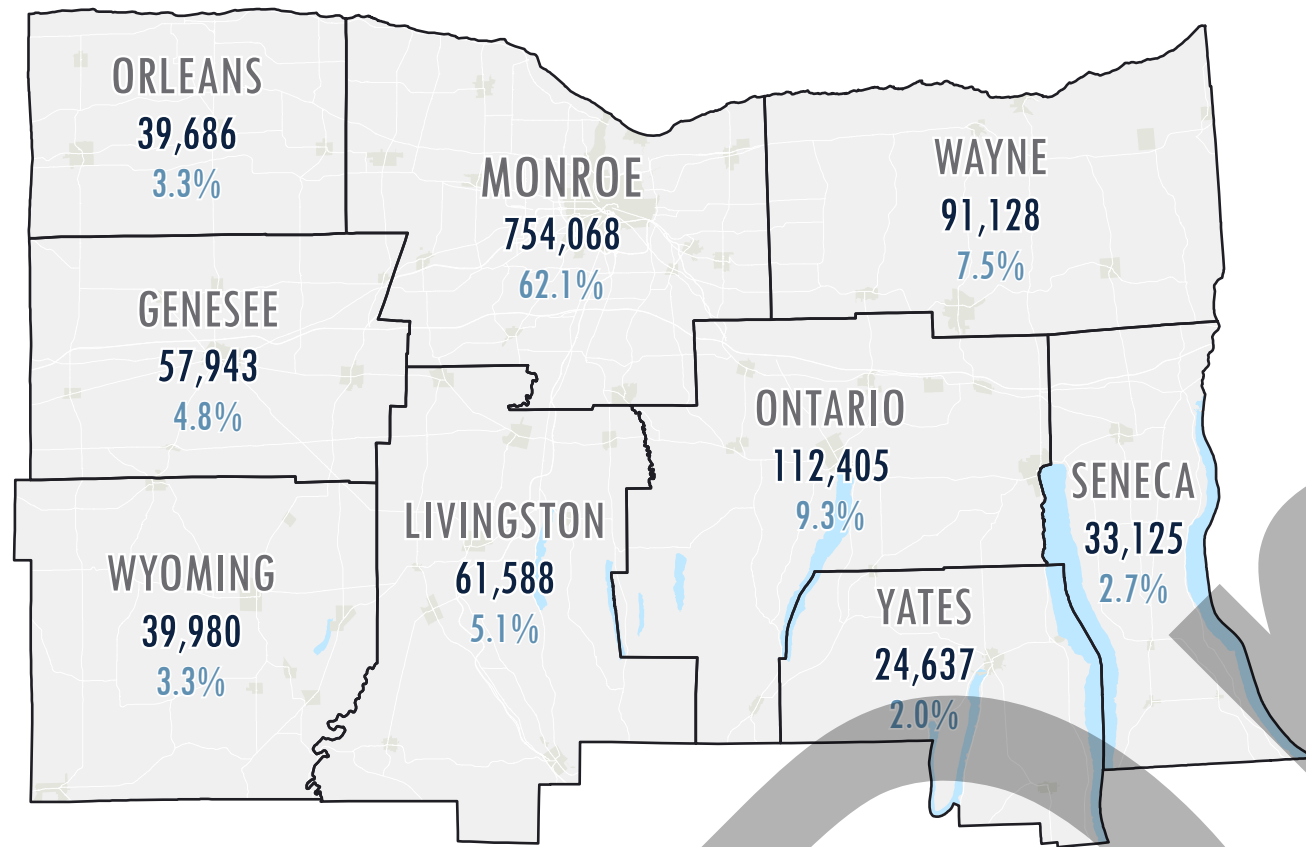 ORLEANS
39,686
3.3%
MONROE
754,068
62.1%
WAYNE
91,128
7.5%
GENESEE
57,943
4.8%
ONTARIO
112,405
9.3%
SENECA
33,125
2.7%
LIVINGSTON
61,588
5.1%
WYOMING
39,980
3.3%
YATES
24,637
2.0%